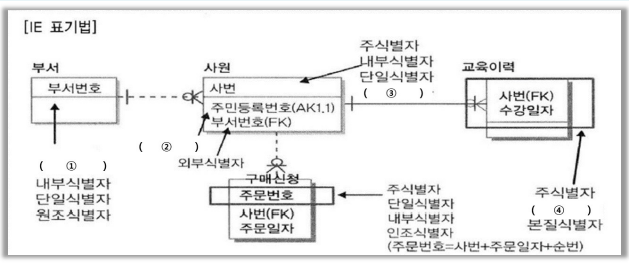 [IE 표기법]
부서
부서번호
( ① )
내부식별자
단일식별자
원조식별자
사원
사번
주민등록번호(AK1,1)
부서번호(FK)
( ② )
외부식별자
주식별자
내부식별자
단일식별자
( ③ )
교육이력
사번(FK)
수강일자
주식별자
( ④ )
본질식별자
구매신청
주문번호
사번(FK)
주문일자
주식별자
단일식별자
내부식별자
인조식별자
(주문번호=사번+주문일자+순번)